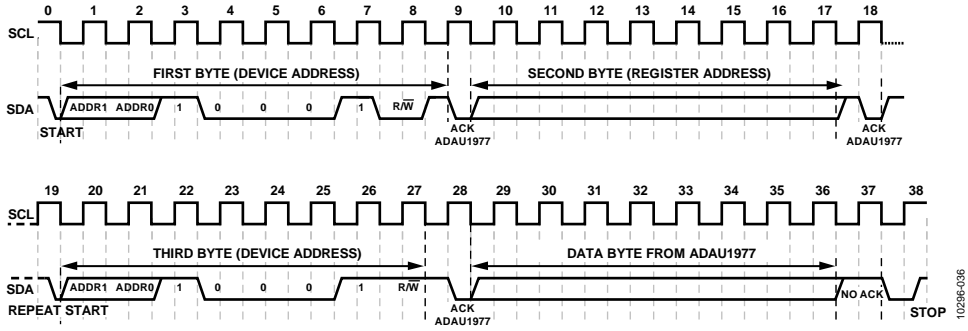 0 1 2 3 4 5 6 7 8 9 10 11 12 13 14 15 16 17 18
SCL
FIRST BYTE (DEVICE ADDRESS) SECOND BYTE (REGISTER ADDRESS)
SDA ADDR1 ADDR0 1 0 0 0 1 R/W
START ACK ADAU1977 ACK ADAU1977
19 20 21 22 23 24 25 26 27 28 29 30 31 32 33 34 35 36 37 38
SCL
THIRD BYTE (DEVICE ADDRESS) DATA BYTE FROM ADAU1977
SDA ADDR1 ADDR0 1 0 0 0 1 R/W NO ACK
REPEAT START ACK ADAU1977 STOP
10296-036